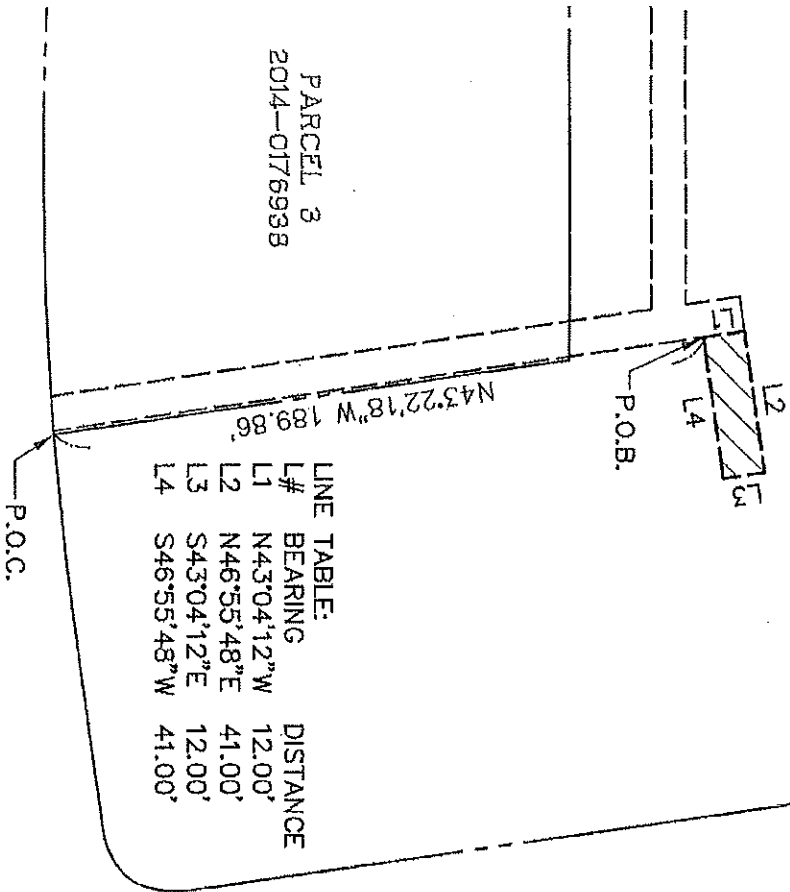 PARCEL 3
2014-0176938
L1
L2
L3
L4
P.O.B.
N43°22'18"W 189.86'
P.O.C.
LINE TABLE:
L# BEARING DISTANCE
L1 N43°04'12"W 12.00'
L2 N46°55'48"E 41.00'
L3 S43°04'12"E 12.00'
L4 S46°55'48"W 41.00'